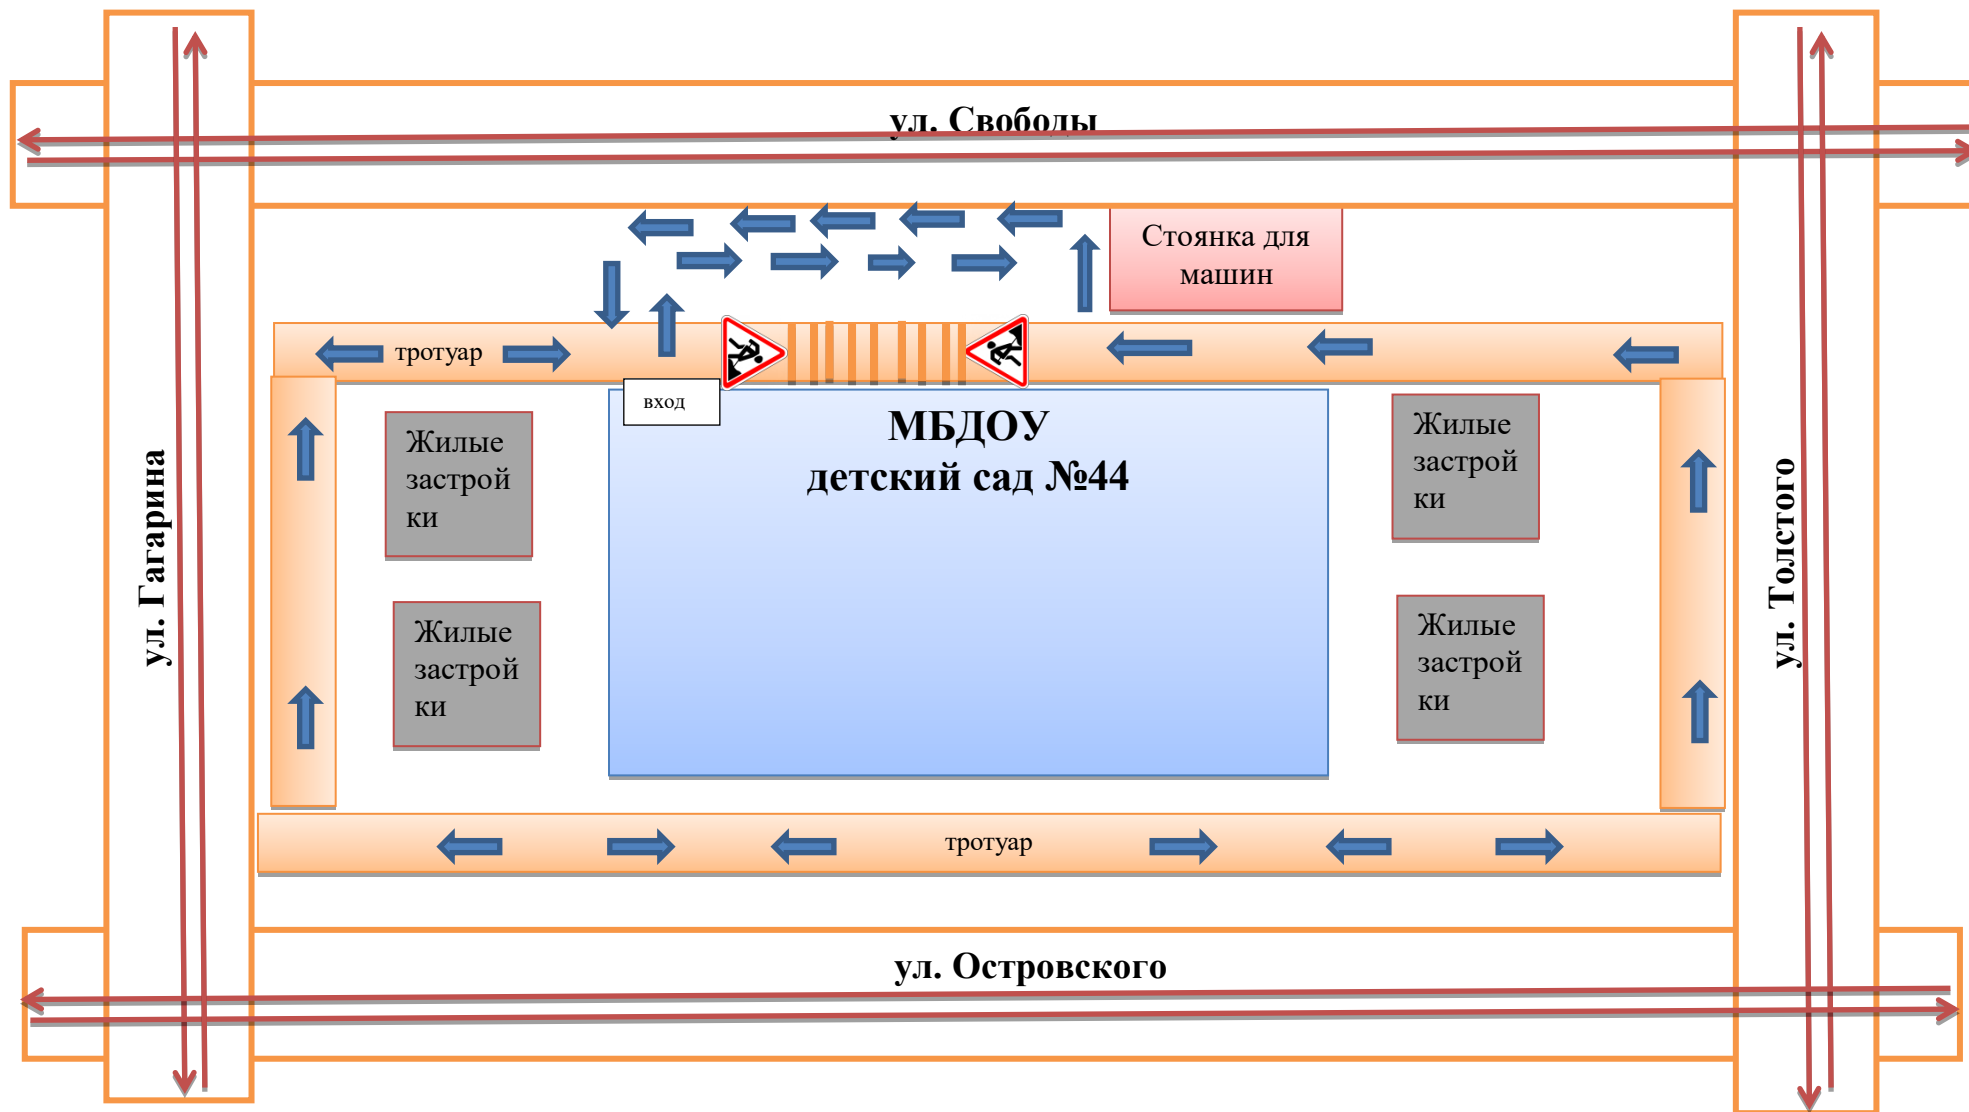 ул. Свободы
Стоянка для
машин
тротуар
вход
МБДОУ
детский сад №44
Жилые
застрой
ки
Жилые
застрой
ки
Жилые
застрой
ки
Жилые
застрой
ки
ул. Гагарина
ул. Толстого
тротуар
ул. Островского